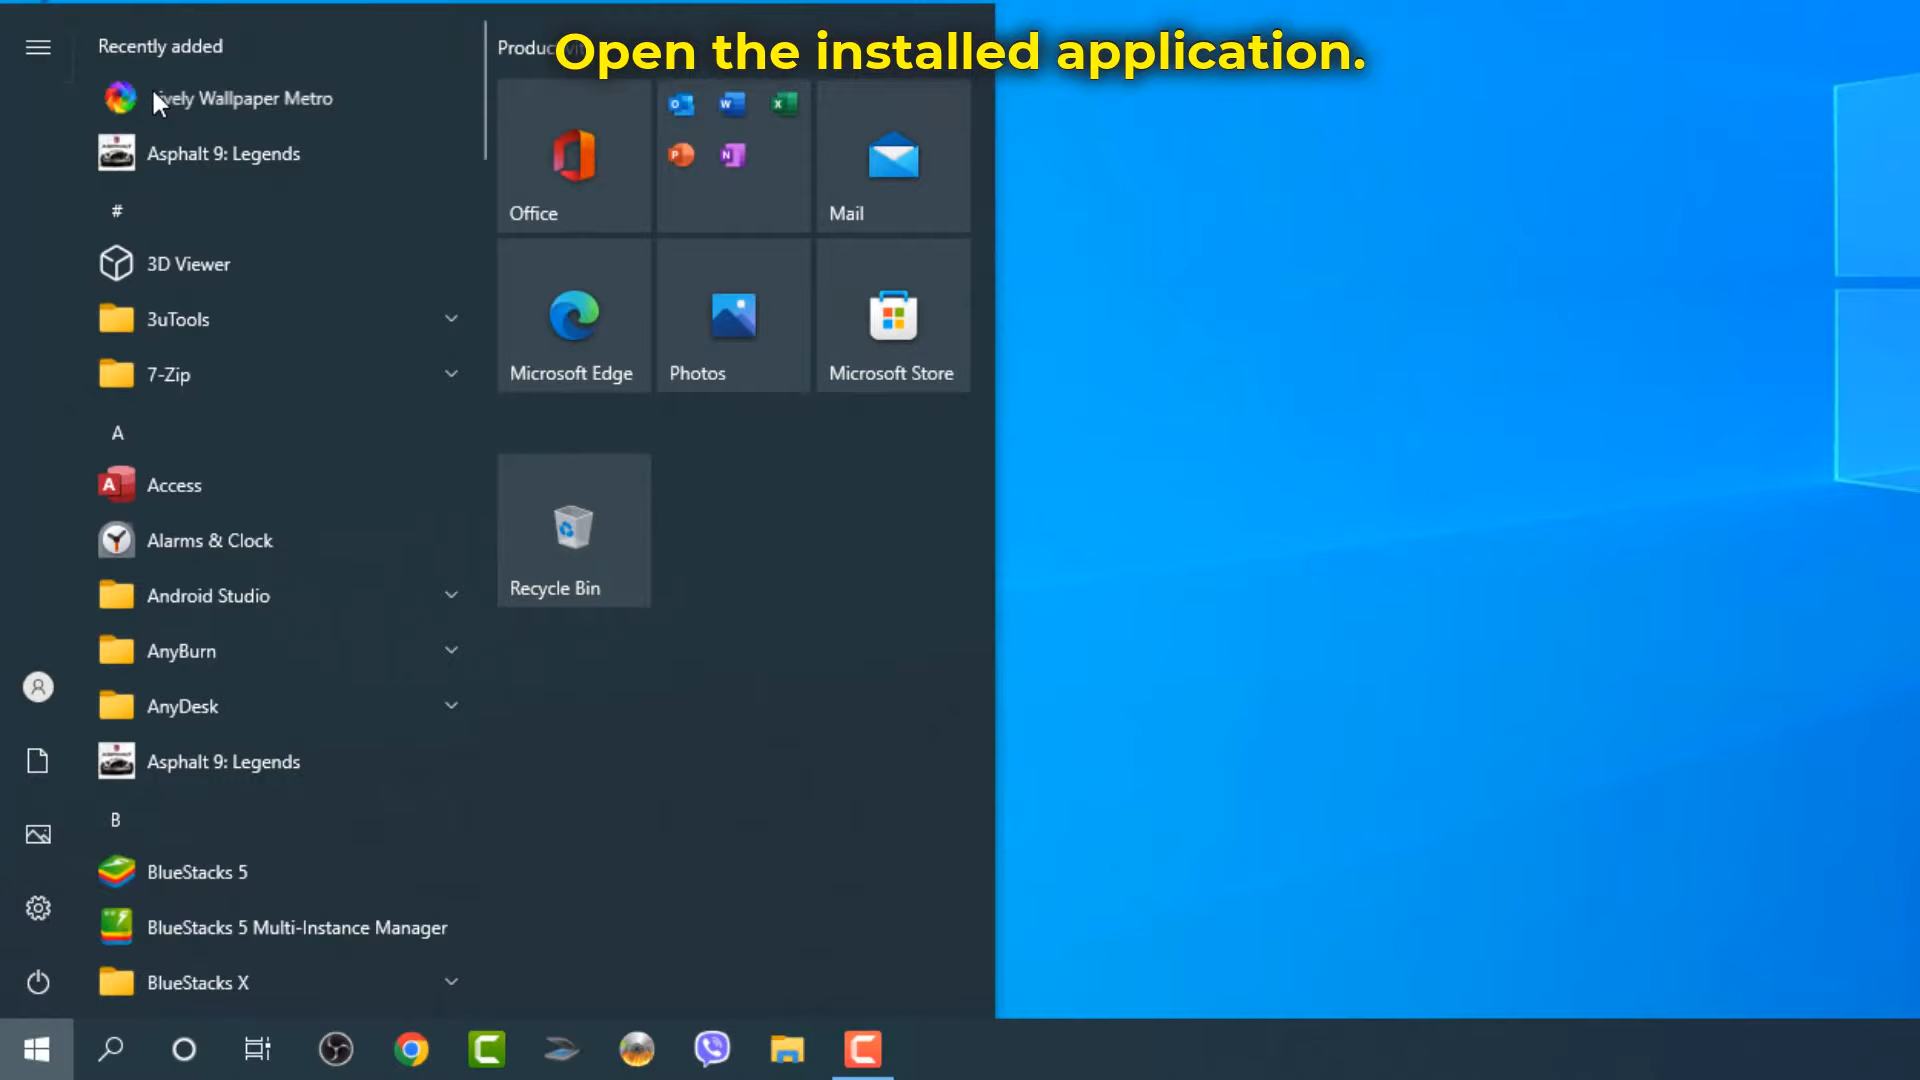 Open the installed application.
Recently added
ively Wallpaper Metro
Asphalt 9: Legends
#
3D Viewer
3uTools
7-Zip
A
Access
Alarms & Clock
Android Studio
AnyBurn
AnyDesk
Asphalt 9: Legends
B
BlueStacks 5
BlueStacks 5 Multi-Instance Manager
BlueStacks X
Office
Mail
Microsoft Edge
Photos
Microsoft Store
Recycle Bin